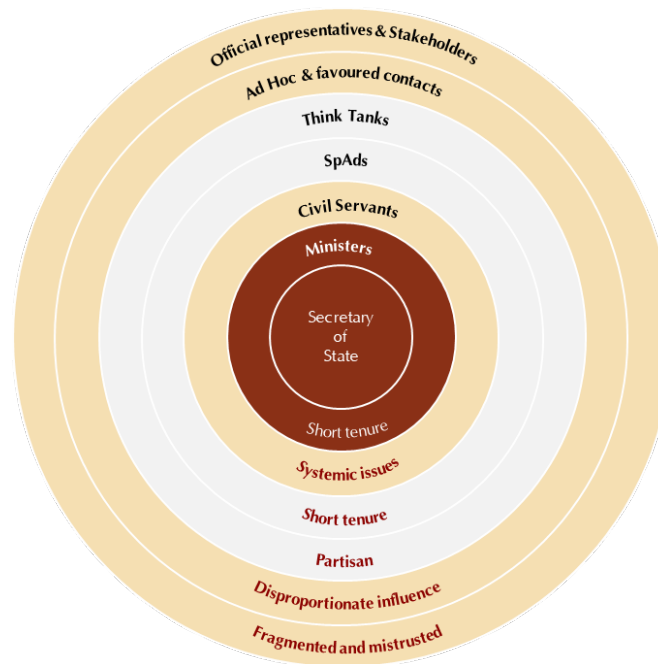 Official representatives & Stakeholders
Ad Hoc & favoured contacts
Think Tanks
SpAds
Civil Servants
Ministers
Secretary
of
State
Short tenure
Systemic issues
Short tenure
Partisan
Disproportionate influence
Fragmented and mistrusted